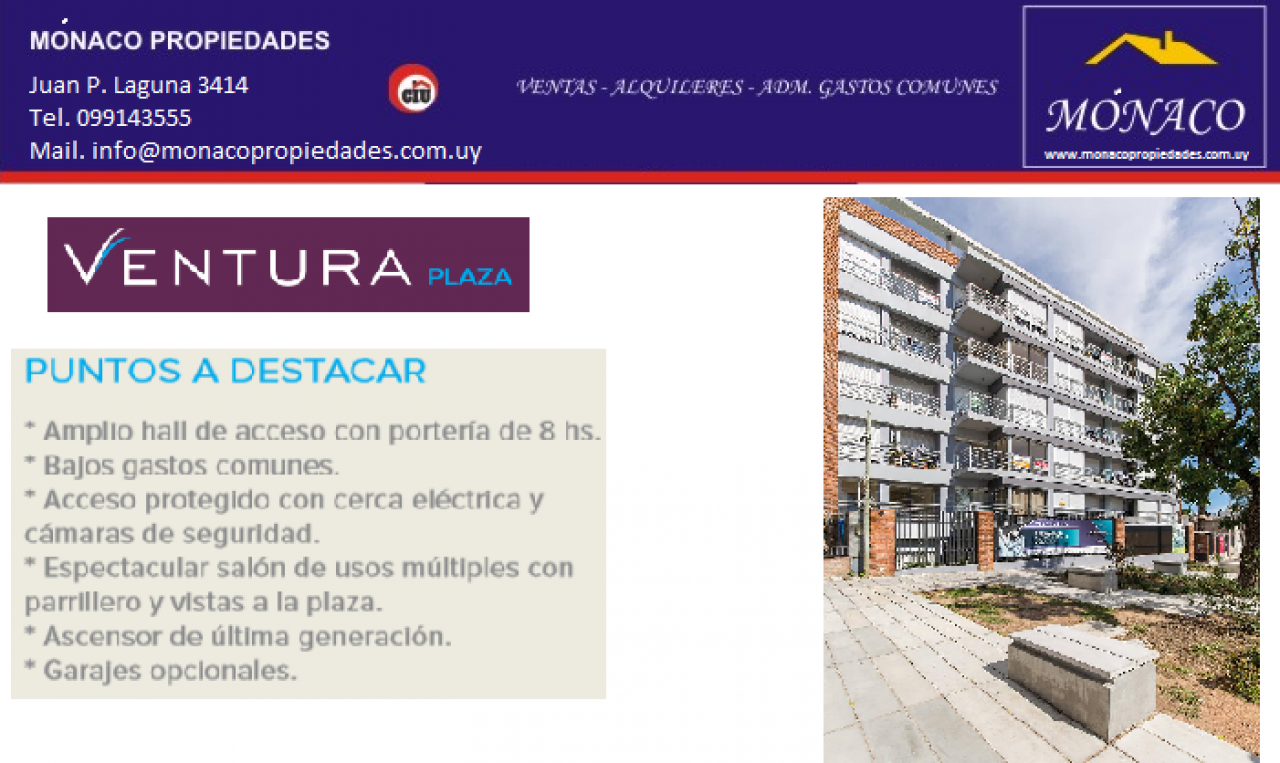 MÓNACO PROPIEDADES
Juan P. Laguna 3414
Tel. 099143555
Mail. info@monacopropiedades.com.uy
CIU
VENTAS - ALQUILERES - ADM. GASTOS COMUNES
MÓNACO
www.monacopropiedades.com.uy
VENTURA PLAZA
PUNTOS A DESTACAR
* Amplio hall de acceso con portería de 8 hs.
* Bajos gastos comunes.
* Acceso protegido con cerca eléctrica y
cámaras de seguridad.
* Espectacular salón de usos múltiples con
parrillero y vistas a la plaza.
* Ascensor de última generación.
* Garajes opcionales.